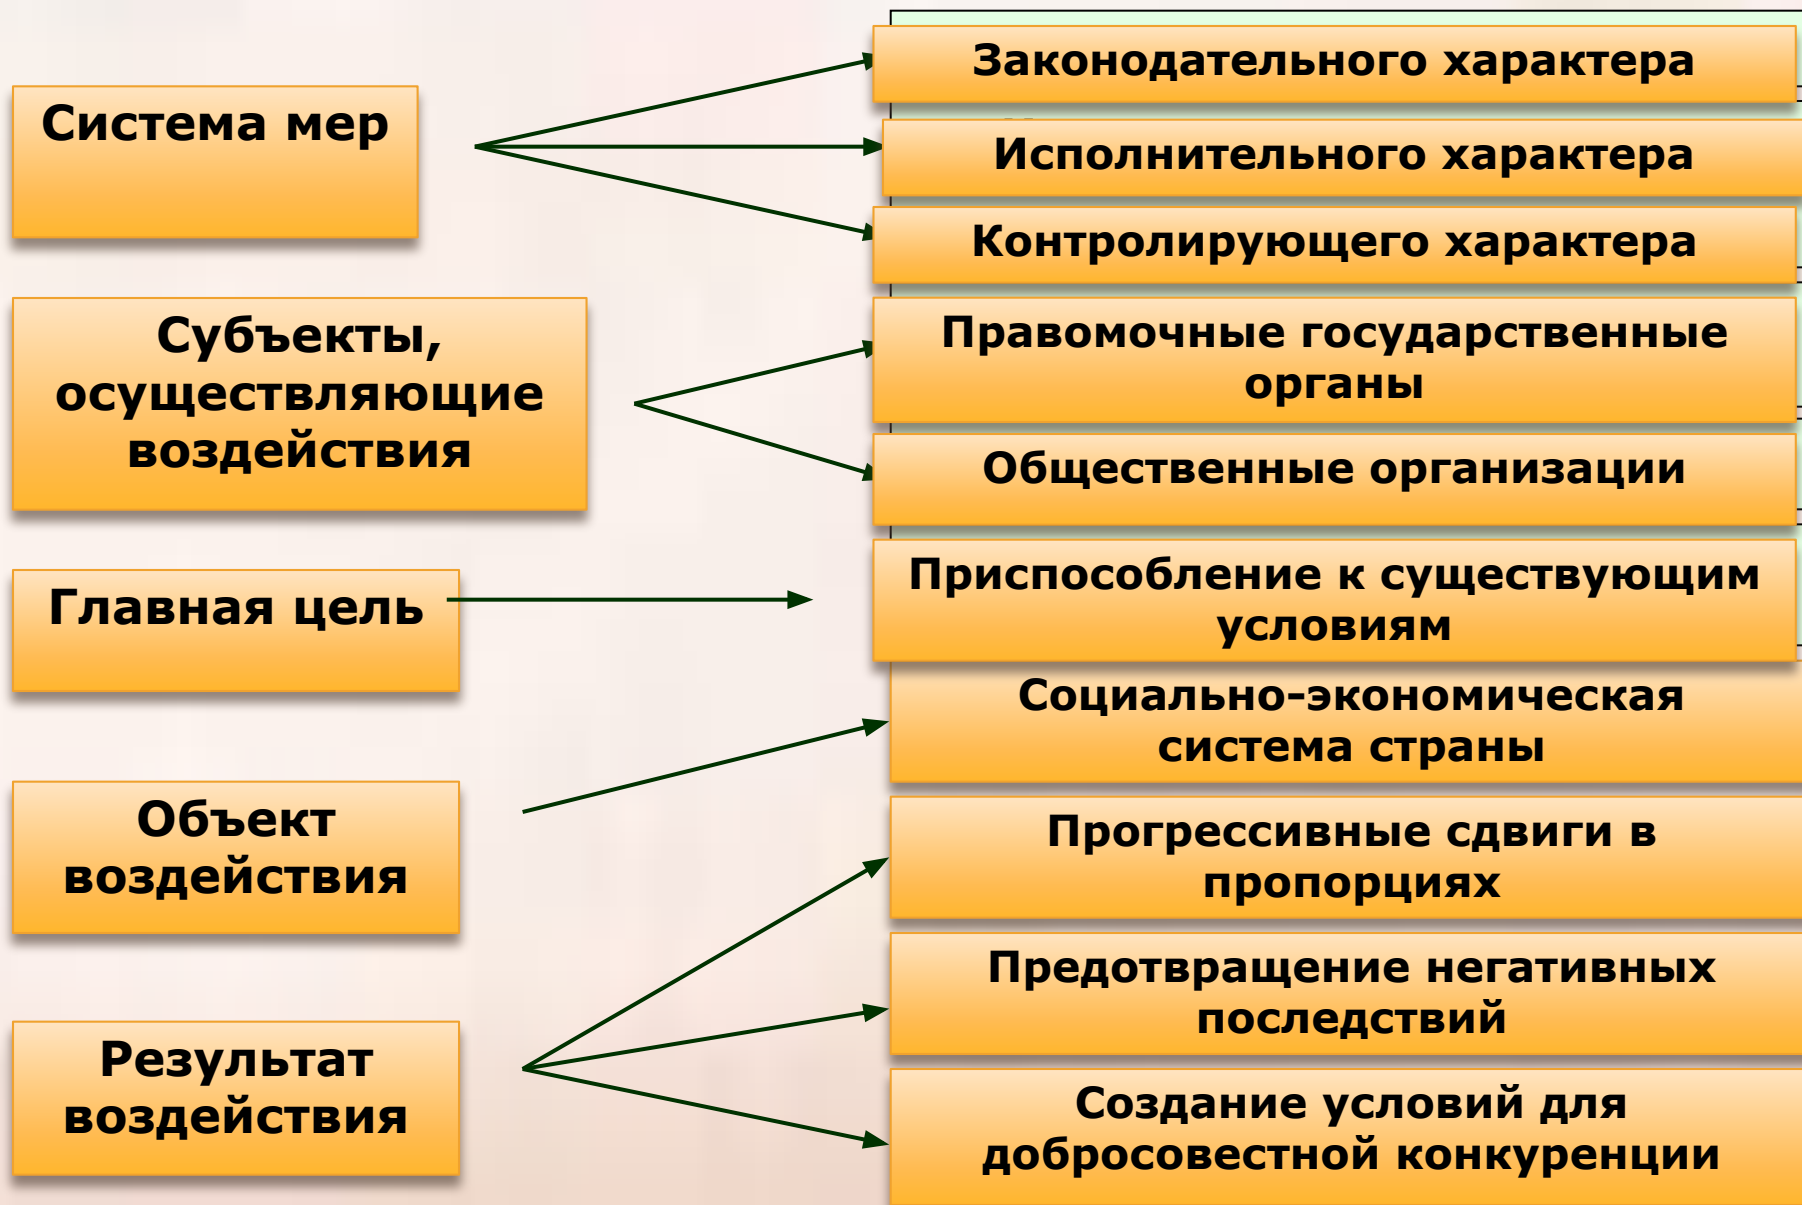 Система мер
Законодательного характера
Исполнительного характера
Контролирующего характера
Субъекты,
осуществляющие
воздействия
Правомочные государственные
органы
Общественные организации
Главная цель
Приспособление к существующим
условиям
Объект
воздействия
Социально-экономическая
система страны
Результат
воздействия
Прогрессивные сдвиги в
пропорциях
Предотвращение негативных
последствий
Создание условий для
добросовестной конкуренции